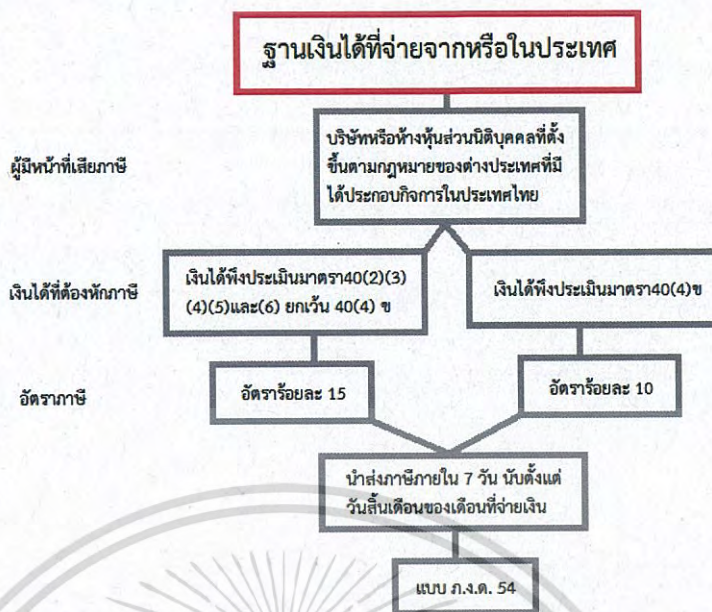 ฐานเงินได้ที่จ่ายจากหรือในประเทศ
ผู้มีหน้าที่เสียภาษี
บริษัทหรือห้างหุ้นส่วนนิติบุคคลที่ตั้ง
ขึ้นตามกฎหมายของต่างประเทศที่มี
ได้ประกอบกิจการในประเทศไทย
เงินได้ที่ต้องหักภาษี
เงินได้พึงประเมินมาตรา40(2)(3)
(4)(5)และ(6) ยกเว้น 40(4) ข
เงินได้พึงประเมินมาตรา40(4)ข
อัตราภาษี
อัตราร้อยละ 15
อัตราร้อยละ 10
นำส่งภาษีภายใน 7 วัน นับตั้งแต่
วันสิ้นเดือนของเดือนที่จ่ายเงิน
แบบ ภ.ง.ด. 54